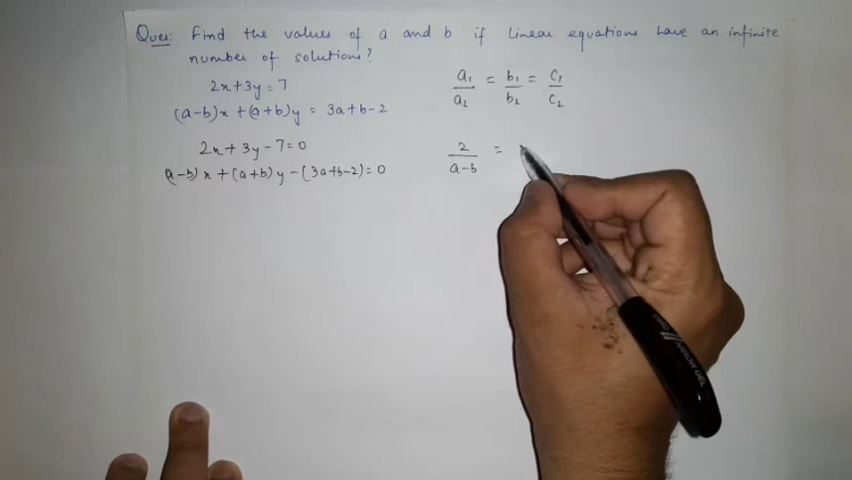 Ques: Find the values of a and b if linear equations have an infinite
number of solutions?
2x+3y=7
(a-b)x+(a+b)y = 3a+b-2
a₁/a₂ = b₁/b₂ = c₁/c₂
2x+3y-7=0
(a-b)x+(a+b)y-(3a+b-2)=0
2/(a-b) =